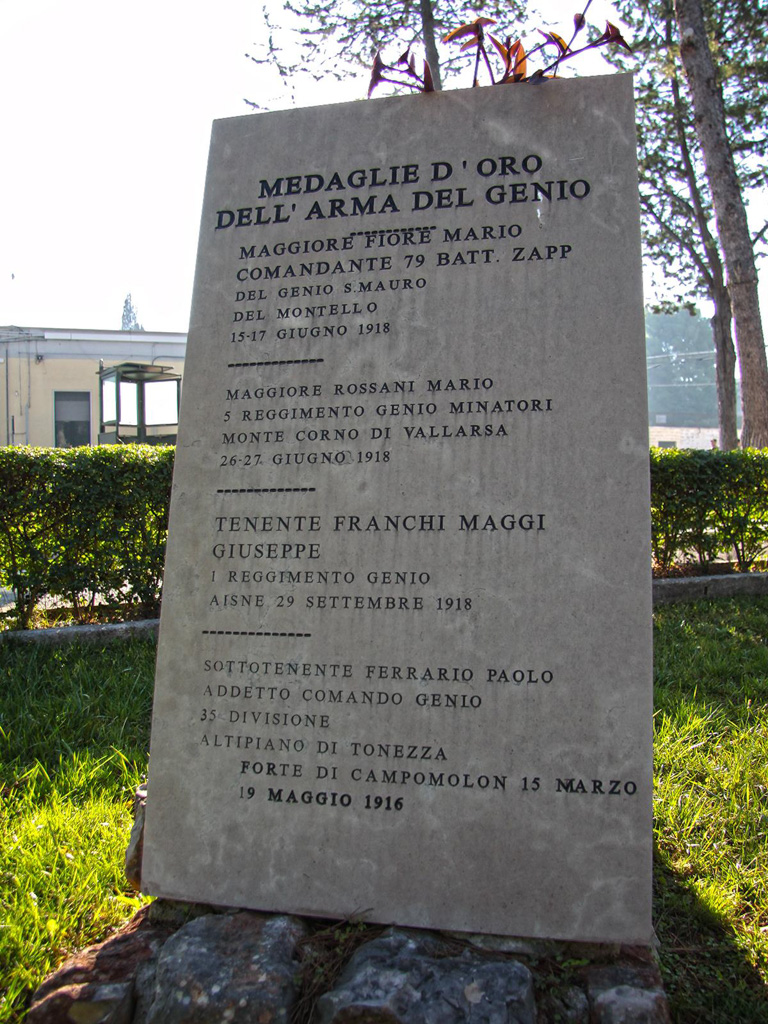 MEDAGLIE D'ORO
DELL'ARMA DEL GENIO
------------
MAGGIORE FIORE MARIO
COMANDANTE 79 BATT. ZAPP
DEL GENIO S.MAURO
DEL MONTELLO
15-17 GIUGNO 1918
-------------
MAGGIORE ROSSANI MARIO
5 REGGIMENTO GENIO MINATORI
MONTE CORNO DI VALLARSA
26-27 GIUGNO 1918
-------------
TENENTE FRANCHI MAGGI
GIUSEPPE
1 REGGIMENTO GENIO
AISNE 29 SETTEMBRE 1918
--------------
SOTTOTENENTE FERRARIO PAOLO
ADDETTO COMANDO GENIO
35 DIVISIONE
ALTIPIANO DI TONEZZA
FORTE DI CAMPOMOLON 15 MARZO
19 MAGGIO 1916